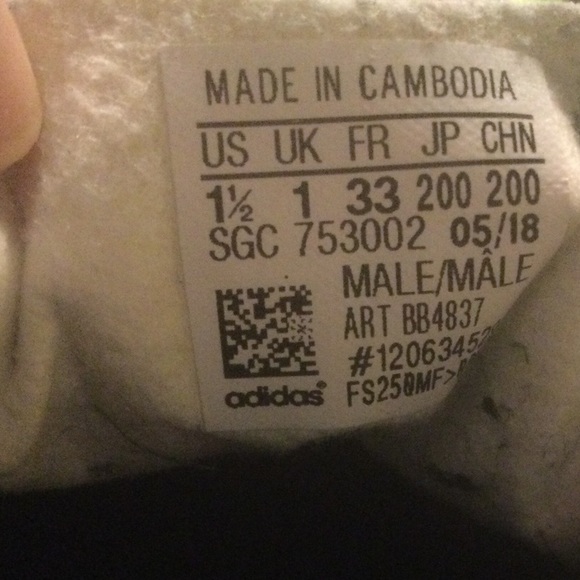 MADE IN CAMBODIA
US UK FR JP CHN
1½ 1 33 200 200
SGC 753002 05/18
MALE/MÂLE
ART BB4837
adidas®